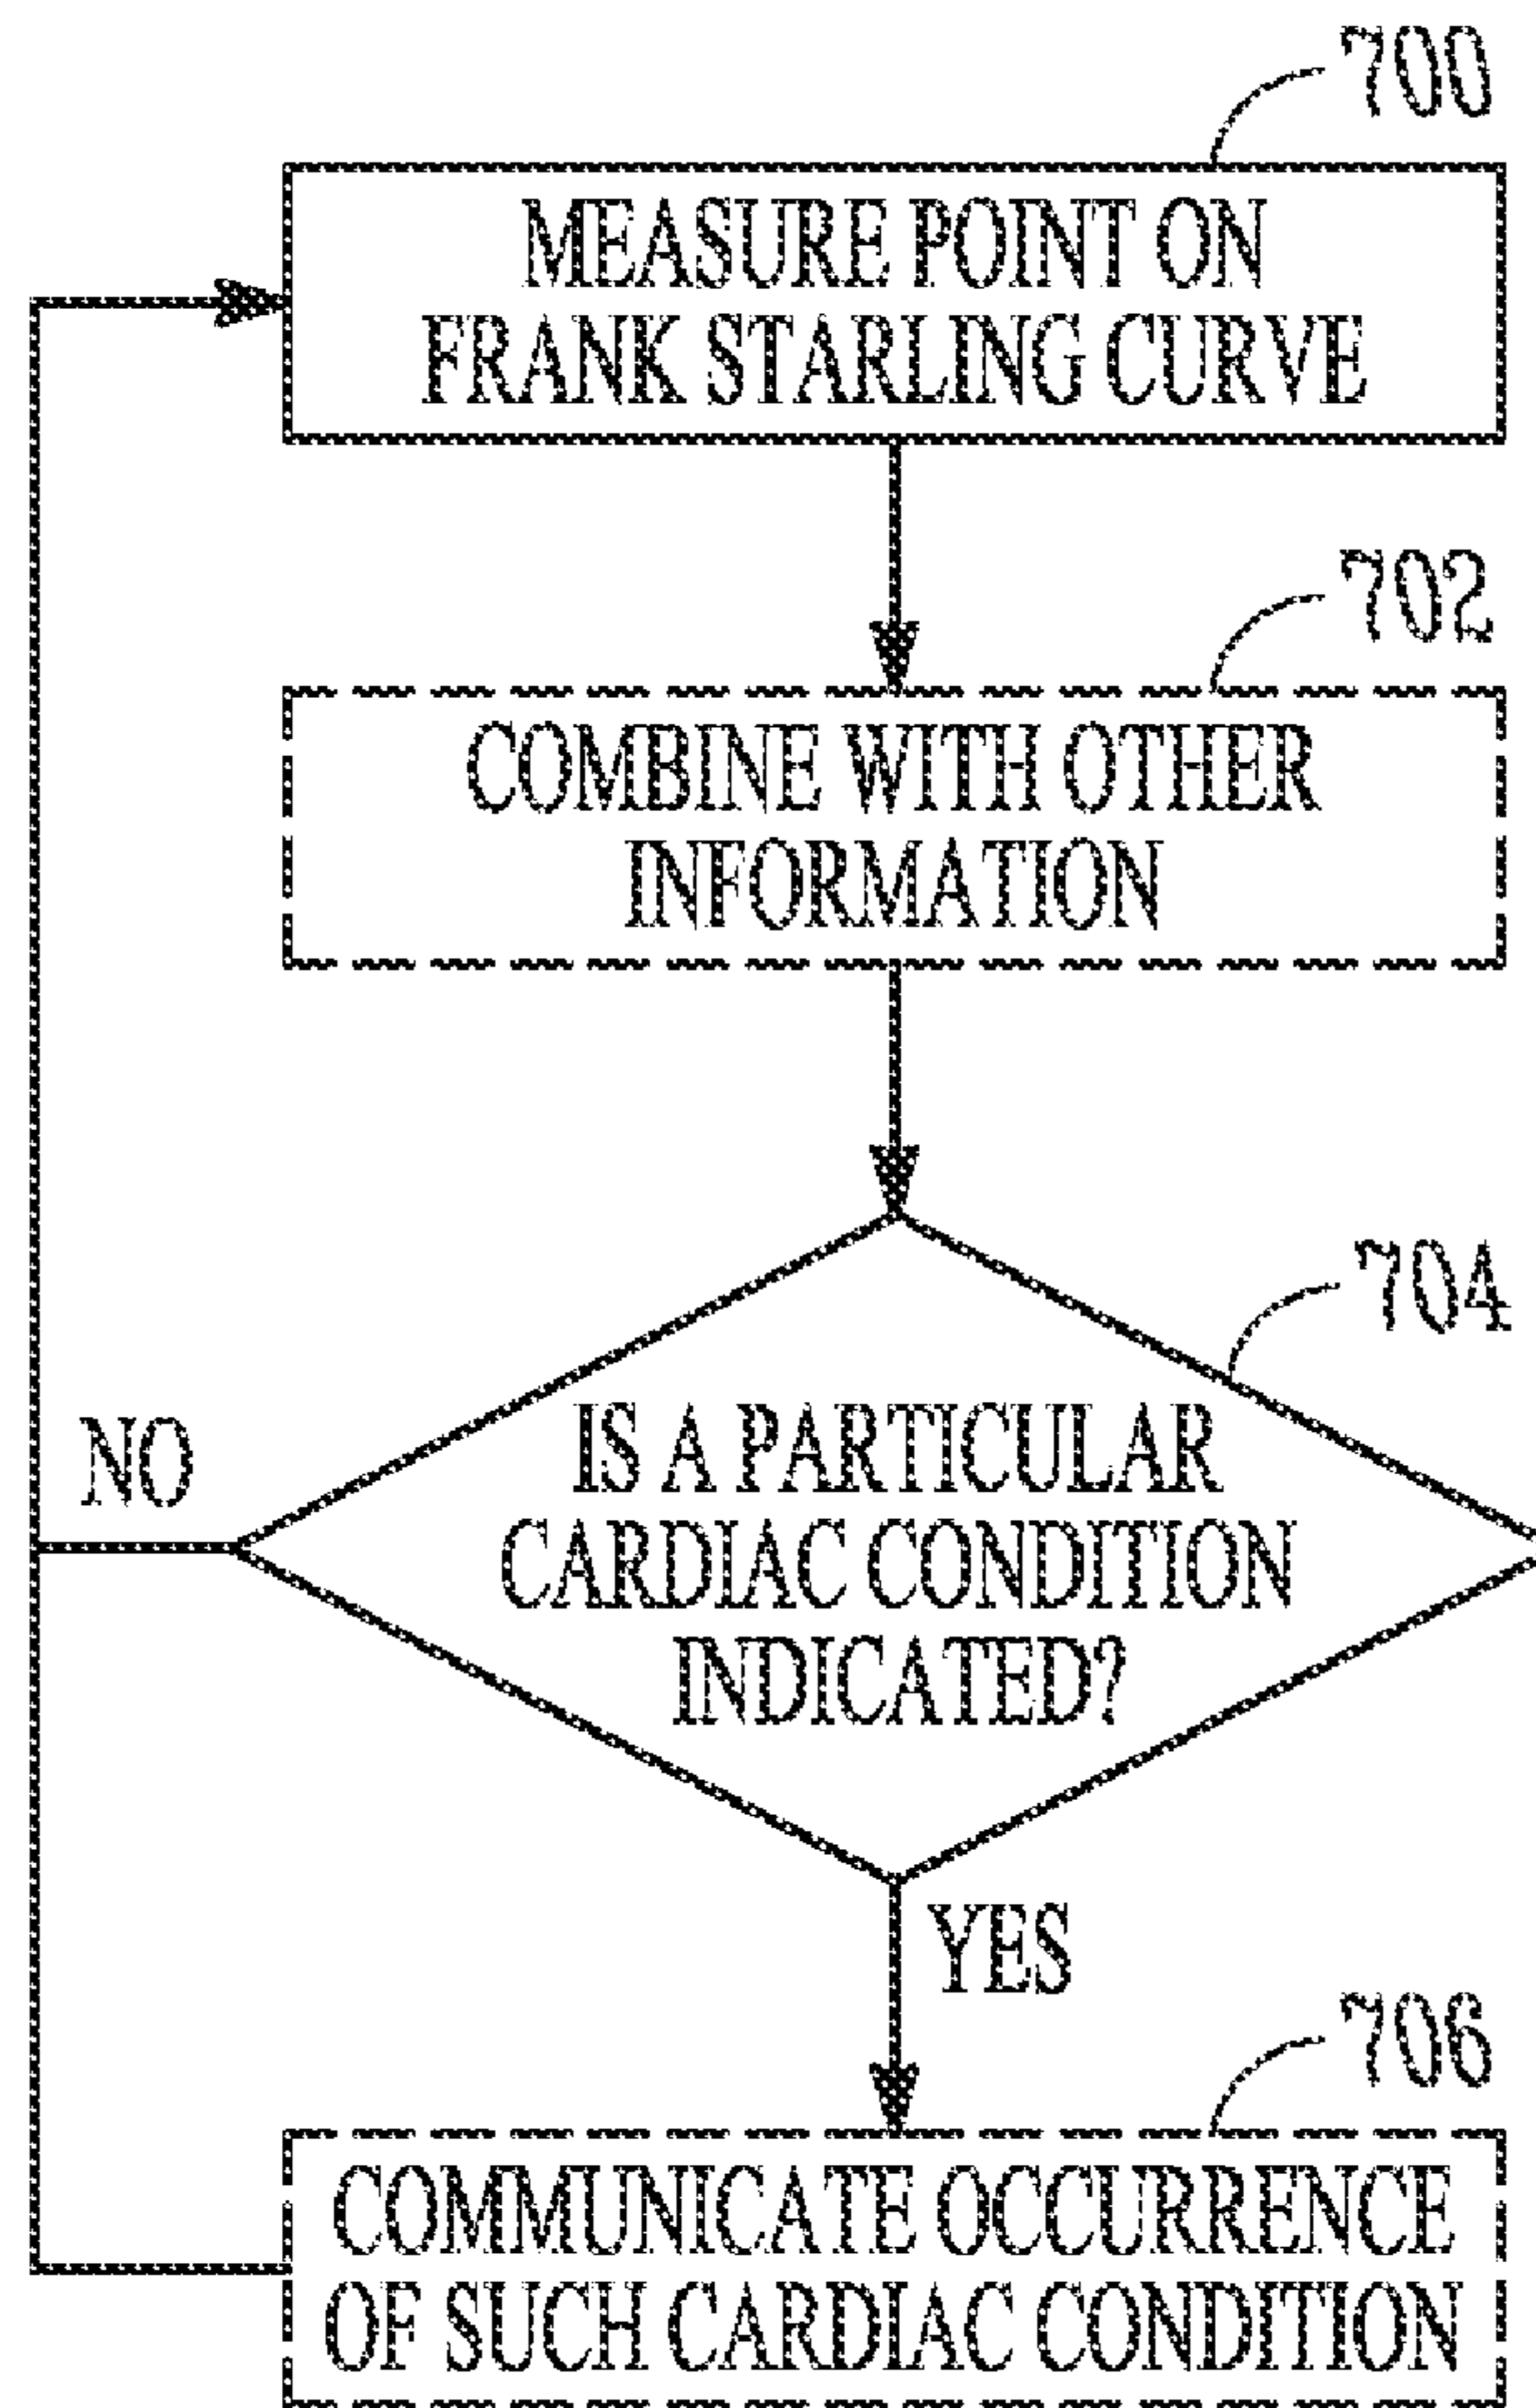 700
MEASURE POINT ON
FRANK STARLING CURVE
702
COMBINE WITH OTHER
INFORMATION
704
IS A PARTICULAR
CARDIAC CONDITION
INDICATED?
NO
YES
706
COMMUNICATE OCCURRENCE
OF SUCH CARDIAC CONDITION